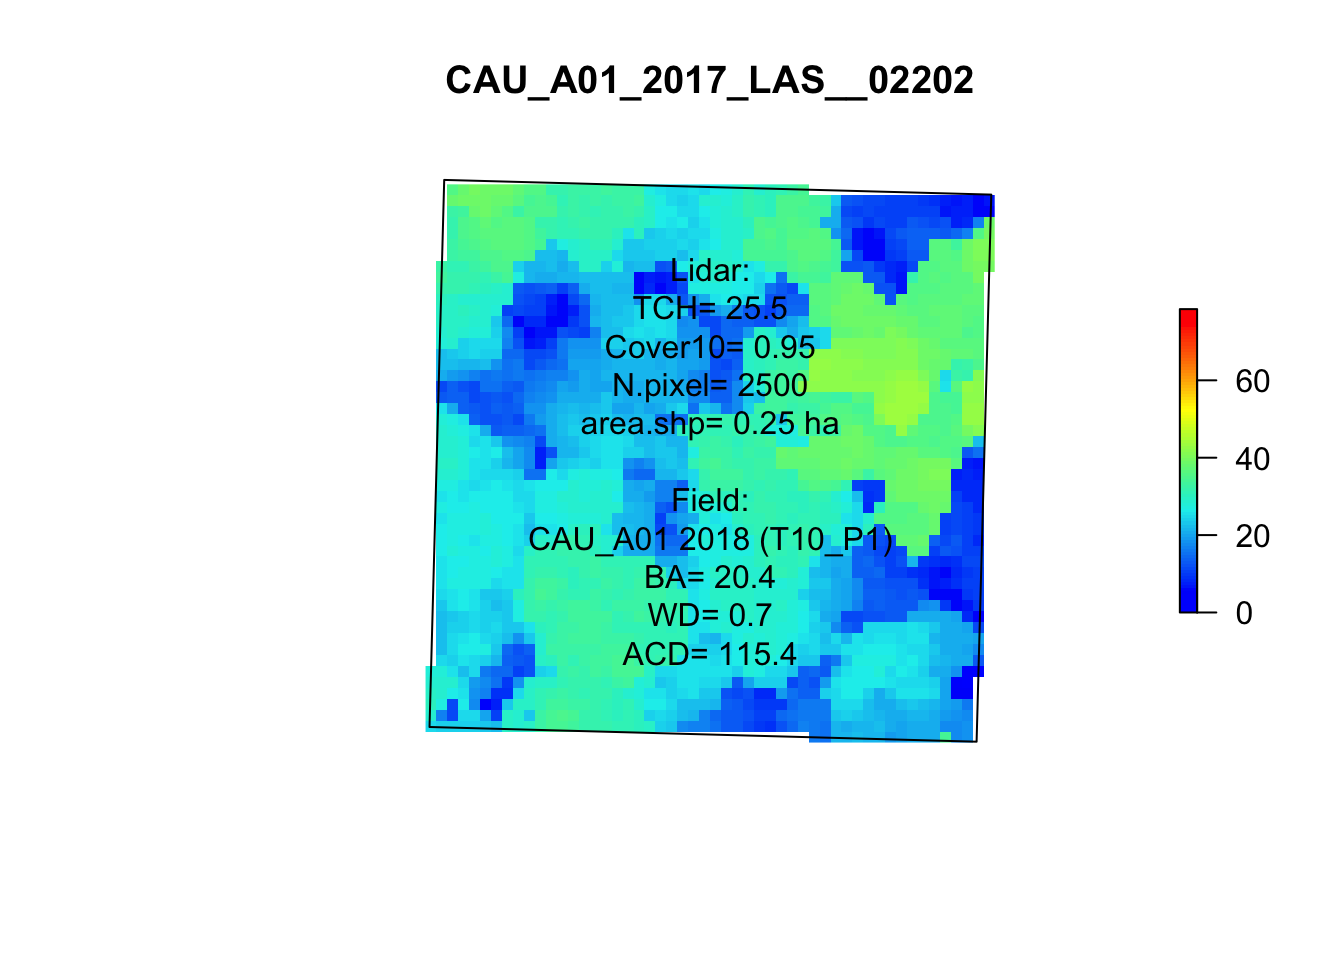 CAU_A01_2017_LAS__02202
Lidar:
TCH= 25.5
Cover10= 0.95
N.pixel= 2500
area.shp= 0.25 ha
Field:
CAU_A01 2018 (T10_P1)
BA= 20.4
WD= 0.7
ACD= 115.4
60
40
20
0